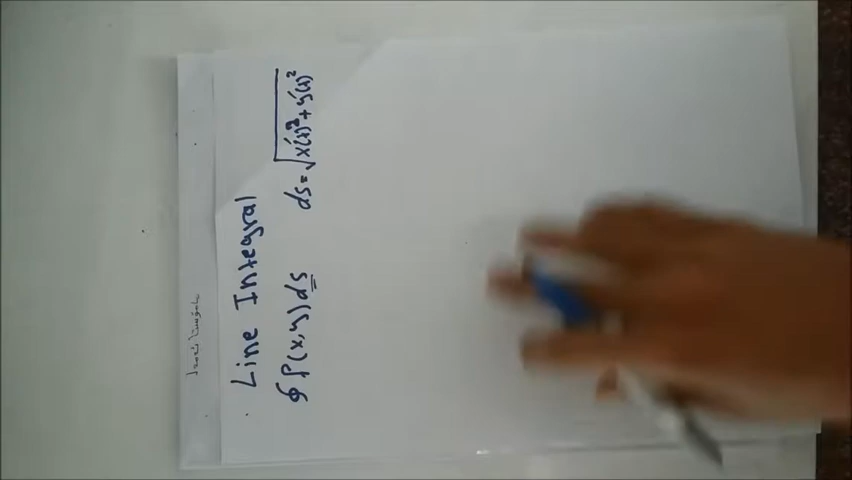 Line Integral
∮ f(x,y) ds ds = √x'(t)² + y'(t)²